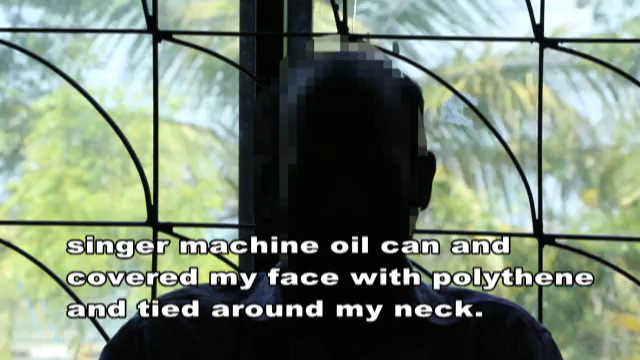 singer machine oil can and
covered my face with polythene
and tied around my neck.